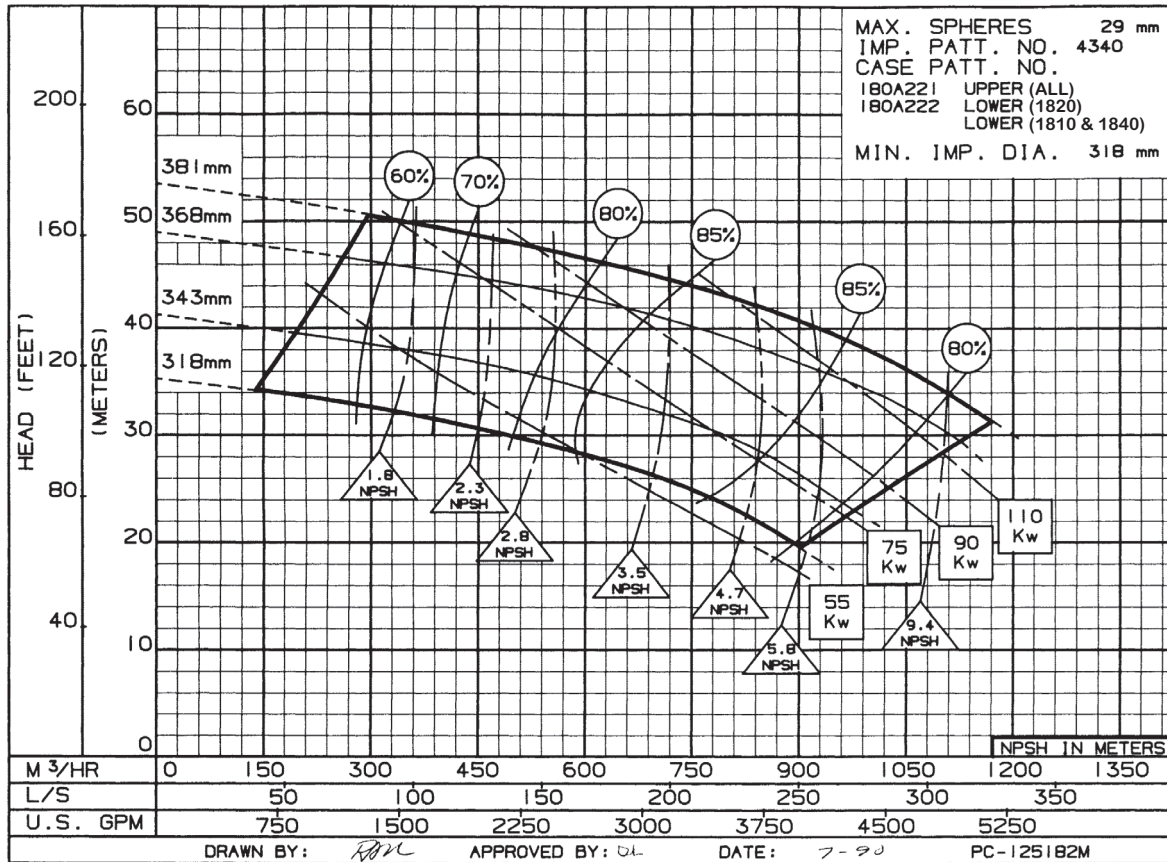 MAX. SPHERES 29 mm
IMP. PATT. NO. 4340
CASE PATT. NO.
180A221 UPPER (ALL)
180A222 LOWER (1820)
LOWER (1810 & 1840)
MIN. IMP. DIA. 318 mm
HEAD (FEET)
(METERS)
200
160
120
80
40
60
50
40
30
20
10
0
381mm
368mm
343mm
318mm
60%
70%
80%
85%
85%
80%
1.8 NPSH
2.3 NPSH
2.8 NPSH
3.5 NPSH
4.7 NPSH
5.8 NPSH
9.4 NPSH
55 Kw
75 Kw
90 Kw
110 Kw
NPSH IN METERS
M³/HR 0 150 300 450 600 750 900 1050 1200 1350
L/S 50 100 150 200 250 300 350
U.S. GPM 750 1500 2250 3000 3750 4500 5250
DRAWN BY: APPROVED BY: DATE: 7-90 PC-125182M